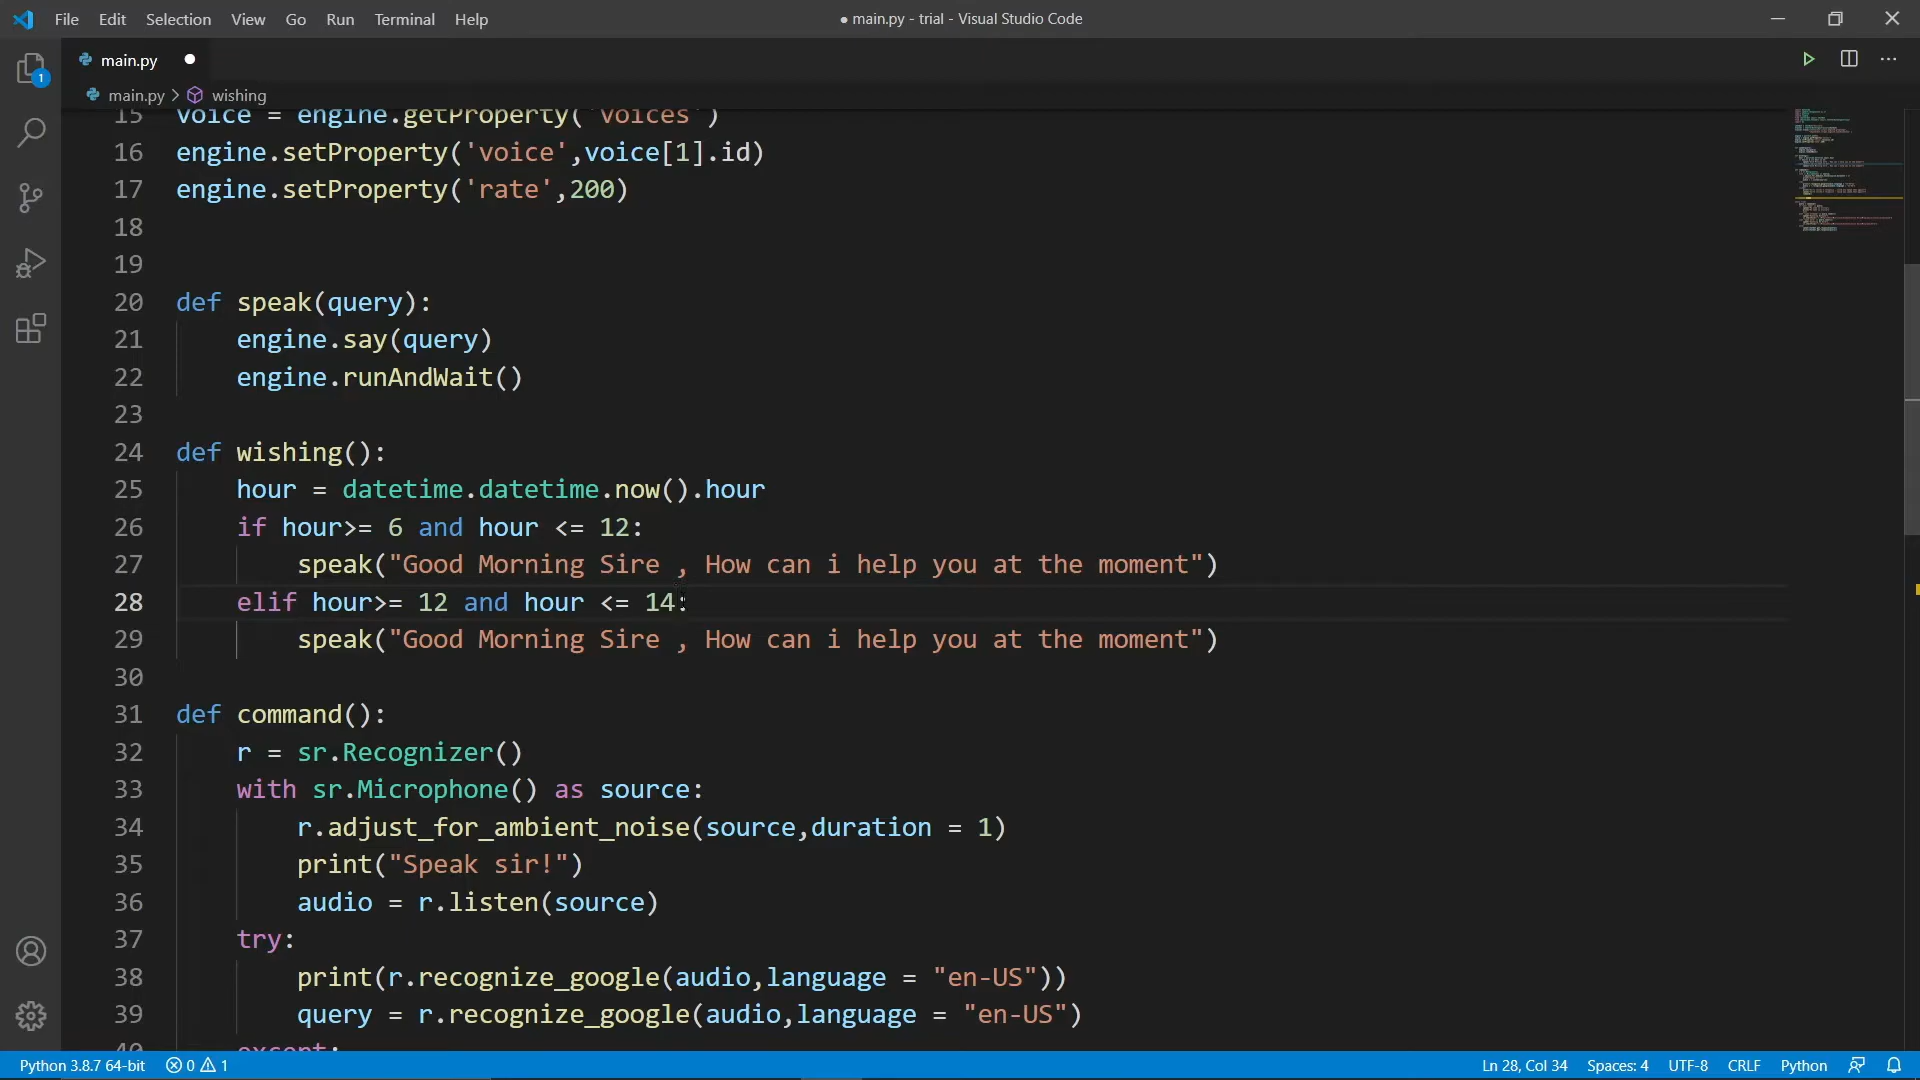 File Edit Selection View Go Run Terminal Help
● main.py - trial - Visual Studio Code
main.py
main.py > wishing
15 voice = engine.getProperty('voices')
16 engine.setProperty('voice',voice[1].id)
17 engine.setProperty('rate',200)
18
19
20 def speak(query):
21     engine.say(query)
22     engine.runAndWait()
23
24 def wishing():
25     hour = datetime.datetime.now().hour
26     if hour>= 6 and hour <= 12:
27         speak("Good Morning Sire , How can i help you at the moment")
28     elif hour>= 12 and hour <= 14:
29         speak("Good Morning Sire , How can i help you at the moment")
30
31 def command():
32     r = sr.Recognizer()
33     with sr.Microphone() as source:
34         r.adjust_for_ambient_noise(source,duration = 1)
35         print("Speak sir!")
36         audio = r.listen(source)
37     try:
38         print(r.recognize_google(audio,language = "en-US"))
39         query = r.recognize_google(audio,language = "en-US")
40     except:
1
Python 3.8.7 64-bit 0 1 Ln 28, Col 34 Spaces: 4 UTF-8 CRLF Python